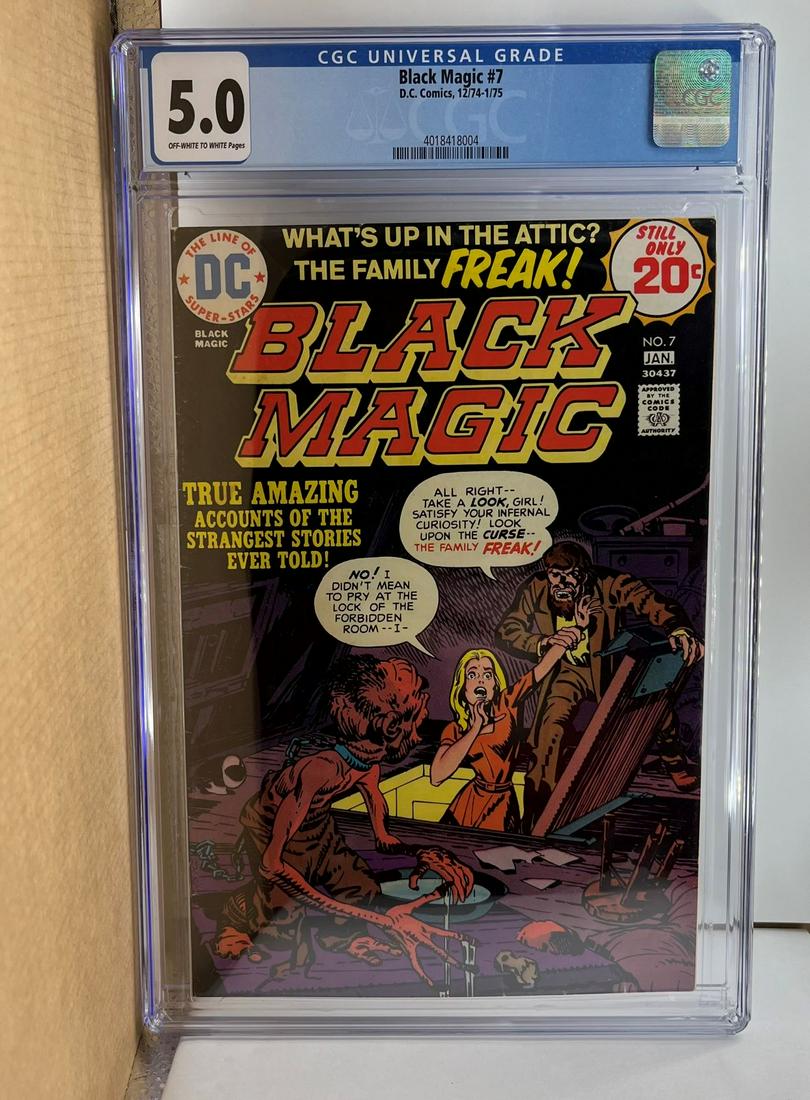 CGC UNIVERSAL GRADE
5.0
OFF-WHITE TO WHITE Pages
Black Magic #7
D.C. Comics, 12/74-1/75
CGC
4018418004
CGC
THE LINE OF
DC
SUPER-STARS
BLACK
MAGIC
WHAT'S UP IN THE ATTIC?
THE FAMILY FREAK!
STILL
ONLY
20¢
BLACK
MAGIC
NO. 7
JAN.
30437
APPROVED
BY THE
COMICS
CODE
CA
AUTHORITY
TRUE AMAZING
ACCOUNTS OF THE
STRANGEST STORIES
EVER TOLD!
ALL RIGHT--
TAKE A LOOK, GIRL!
SATISFY YOUR INFERNAL
CURIOSITY! LOOK
UPON THE CURSE--
THE FAMILY FREAK!
NO! I
DIDN'T MEAN
TO PRY AT THE
LOCK OF THE
FORBIDDEN
ROOM--I-